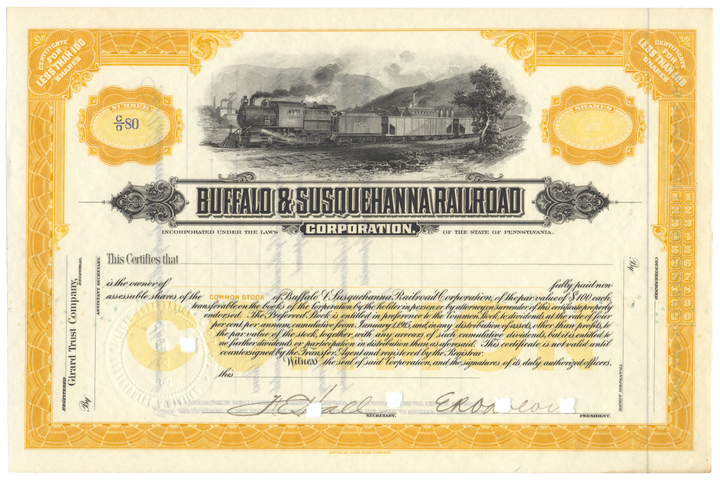 CERTIFICATE
FOR
LESS THAN 100
SHARES
CERTIFICATE
FOR
LESS THAN 100
SHARES
NUMBER
C/O 80
SHARES
BUFFALO & SUSQUEHANNA RAILROAD
CORPORATION.
INCORPORATED UNDER THE LAWS OF THE STATE OF PENNSYLVANIA.
This Certifies that
is the owner of fully paid non-
assessable shares of the COMMON STOCK of Buffalo & Susquehanna Railroad Corporation, of the par value of $100 each,
transferable on the books of the Corporation by the holder in person or by attorney on surrender of this certificate properly
endorsed. The Preferred Stock is entitled in preference to the Common Stock, to dividends at the rate of four
per cent per annum, cumulative from January 1, 1915, and, in any distribution of assets, other than profits, to
the par value of the stock, together with any arrears of such cumulative dividends, but it is entitled to
no further dividends or participation in distribution than as aforesaid. This certificate is not valid until
countersigned by the Transfer Agent and registered by the Registrar.
Witness the seal of said Corporation, and the signatures of its duly authorized officers,
this
SECRETARY.
PRESIDENT.
REGISTERED
Girard Trust Company,
REGISTRAR.
By
ASSISTANT SECRETARY.
COUNTERSIGNED
By
TRANSFER AGENT